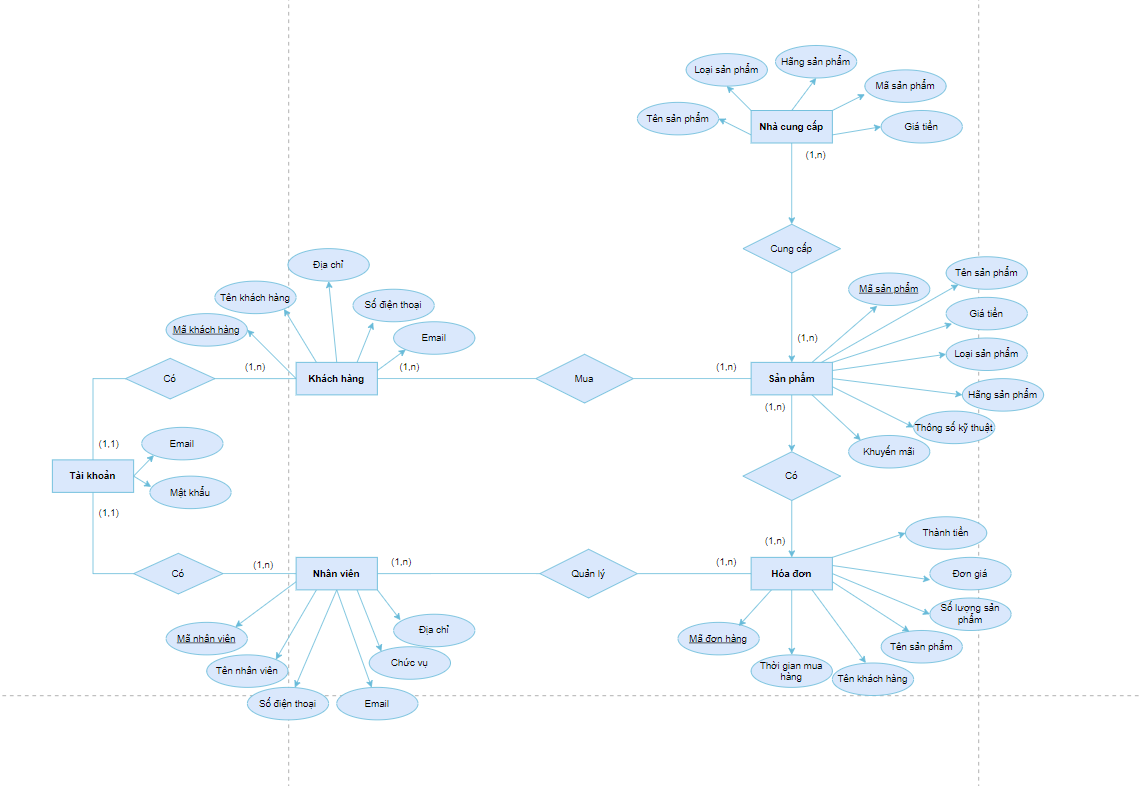 Hãng sản phẩm
Loại sản phẩm
Mã sản phẩm
Tên sản phẩm
Nhà cung cấp
Giá tiền
(1,n)
Cung cấp
Địa chỉ
Tên sản phẩm
Mã sản phẩm
Tên khách hàng
Số điện thoại
Giá tiền
Mã khách hàng
Email
(1,n)
Loại sản phẩm
(1,n)
(1,n)
(1,n)
Có
Khách hàng
Mua
Sản phẩm
Hãng sản phẩm
(1,n)
Thông số kỹ thuật
(1,1)
Email
Khuyến mãi
Tài khoản
Có
Mật khẩu
(1,1)
Thành tiền
(1,n)
(1,n)
(1,n)
(1,n)
Có
Nhân viên
Quản lý
Hóa đơn
Đơn giá
Số lượng sản
phẩm
Địa chỉ
Mã nhân viên
Mã đơn hàng
Tên sản phẩm
Chức vụ
Tên nhân viên
Thời gian mua
hàng
Tên khách hàng
Số điện thoại
Email